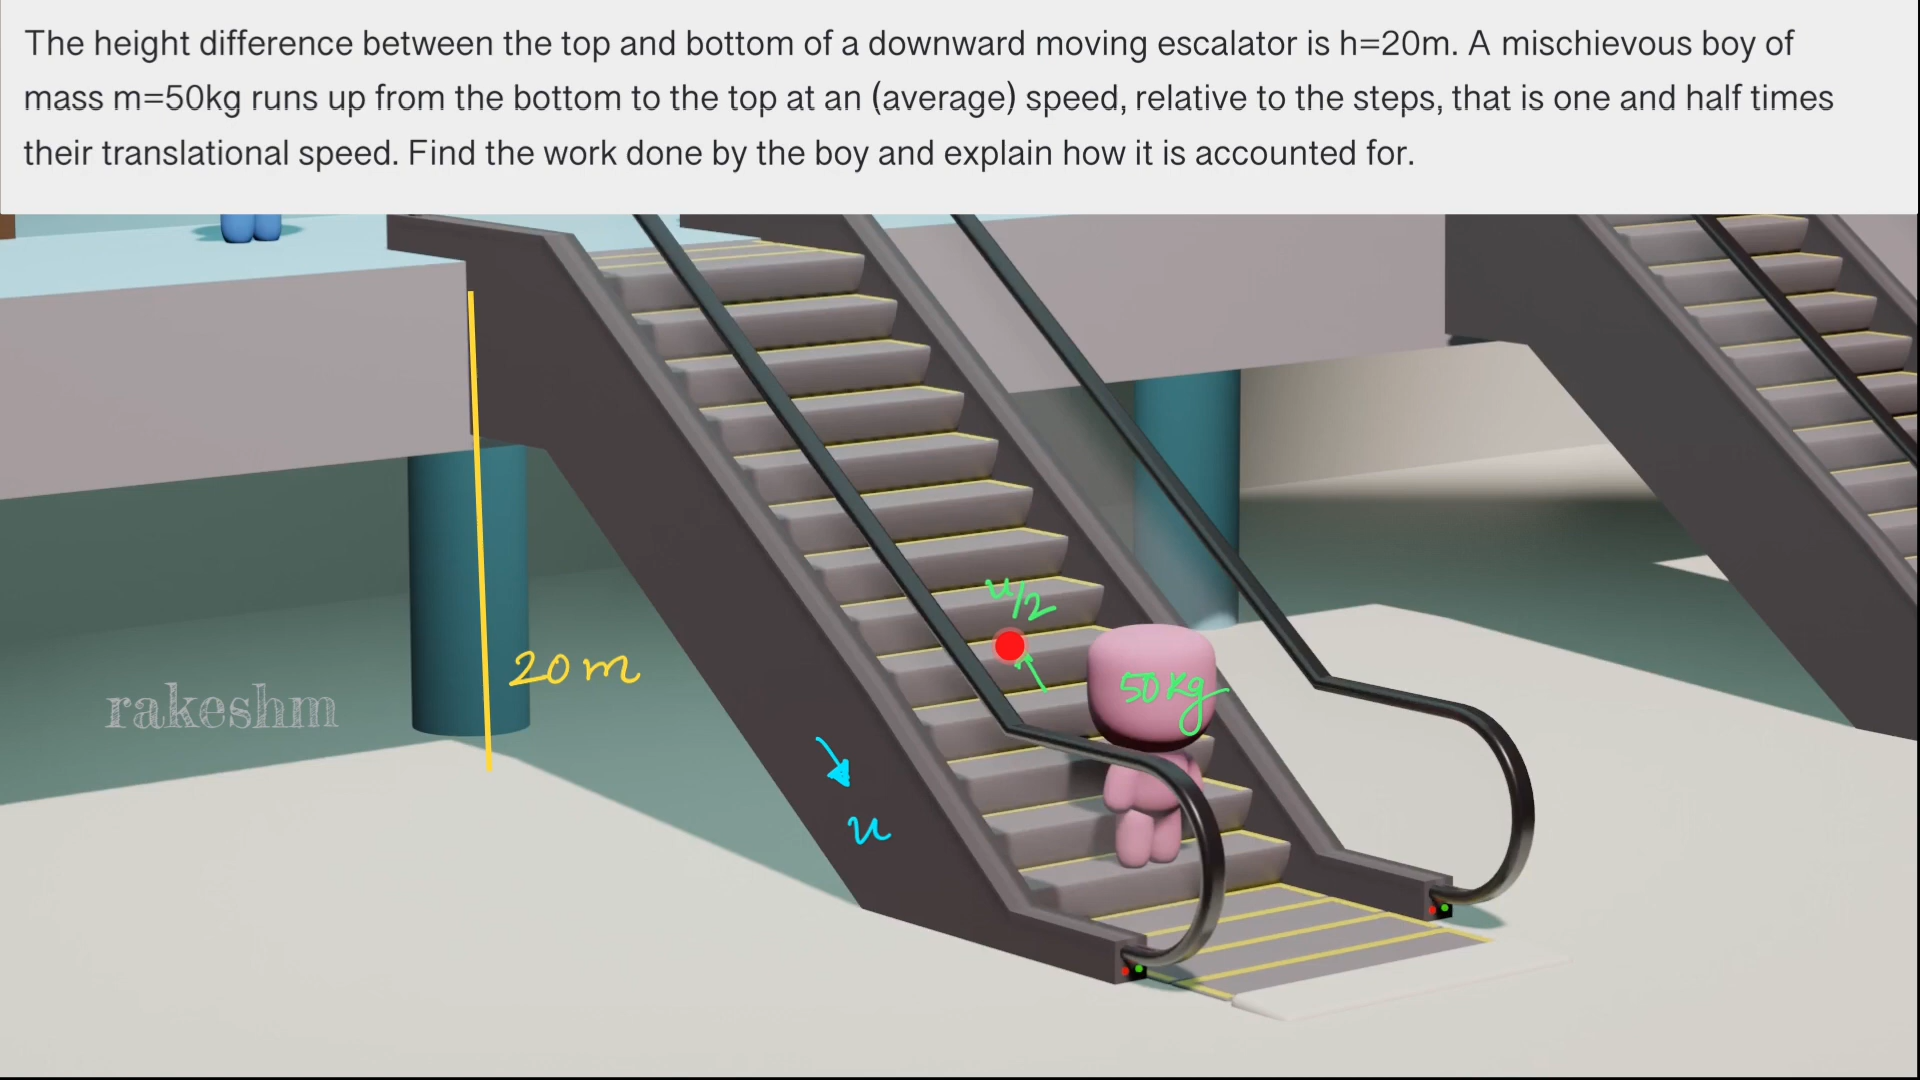 The height difference between the top and bottom of a downward moving escalator is h=20m. A mischievous boy of
mass m=50kg runs up from the bottom to the top at an (average) speed, relative to the steps, that is one and half times
their translational speed. Find the work done by the boy and explain how it is accounted for.
u/2
20 m
50 kg
rakeshm
u